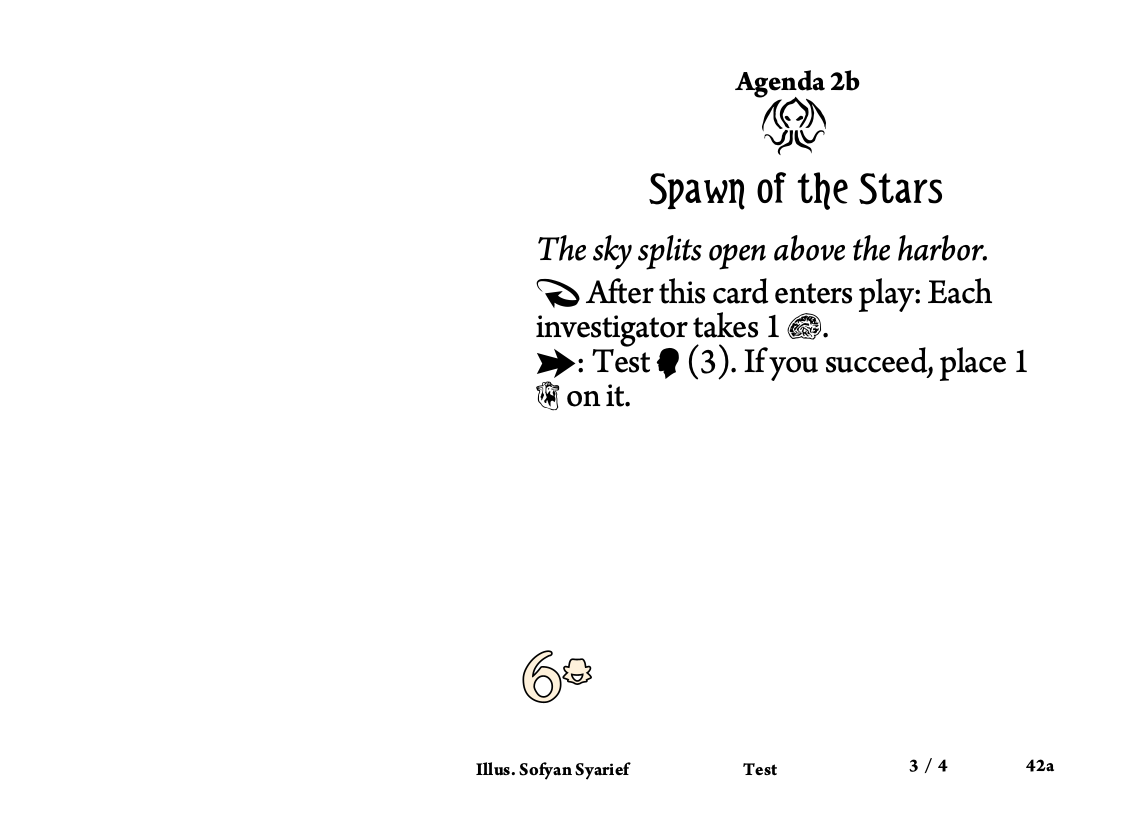 Agenda 2b
Spawn of the Stars
The sky splits open above the harbor.
After this card enters play: Each
investigator takes 1 .
: Test (3). If you succeed, place 1
on it.
6
Illus. Sofyan Syarief
Test
3 / 4
42a